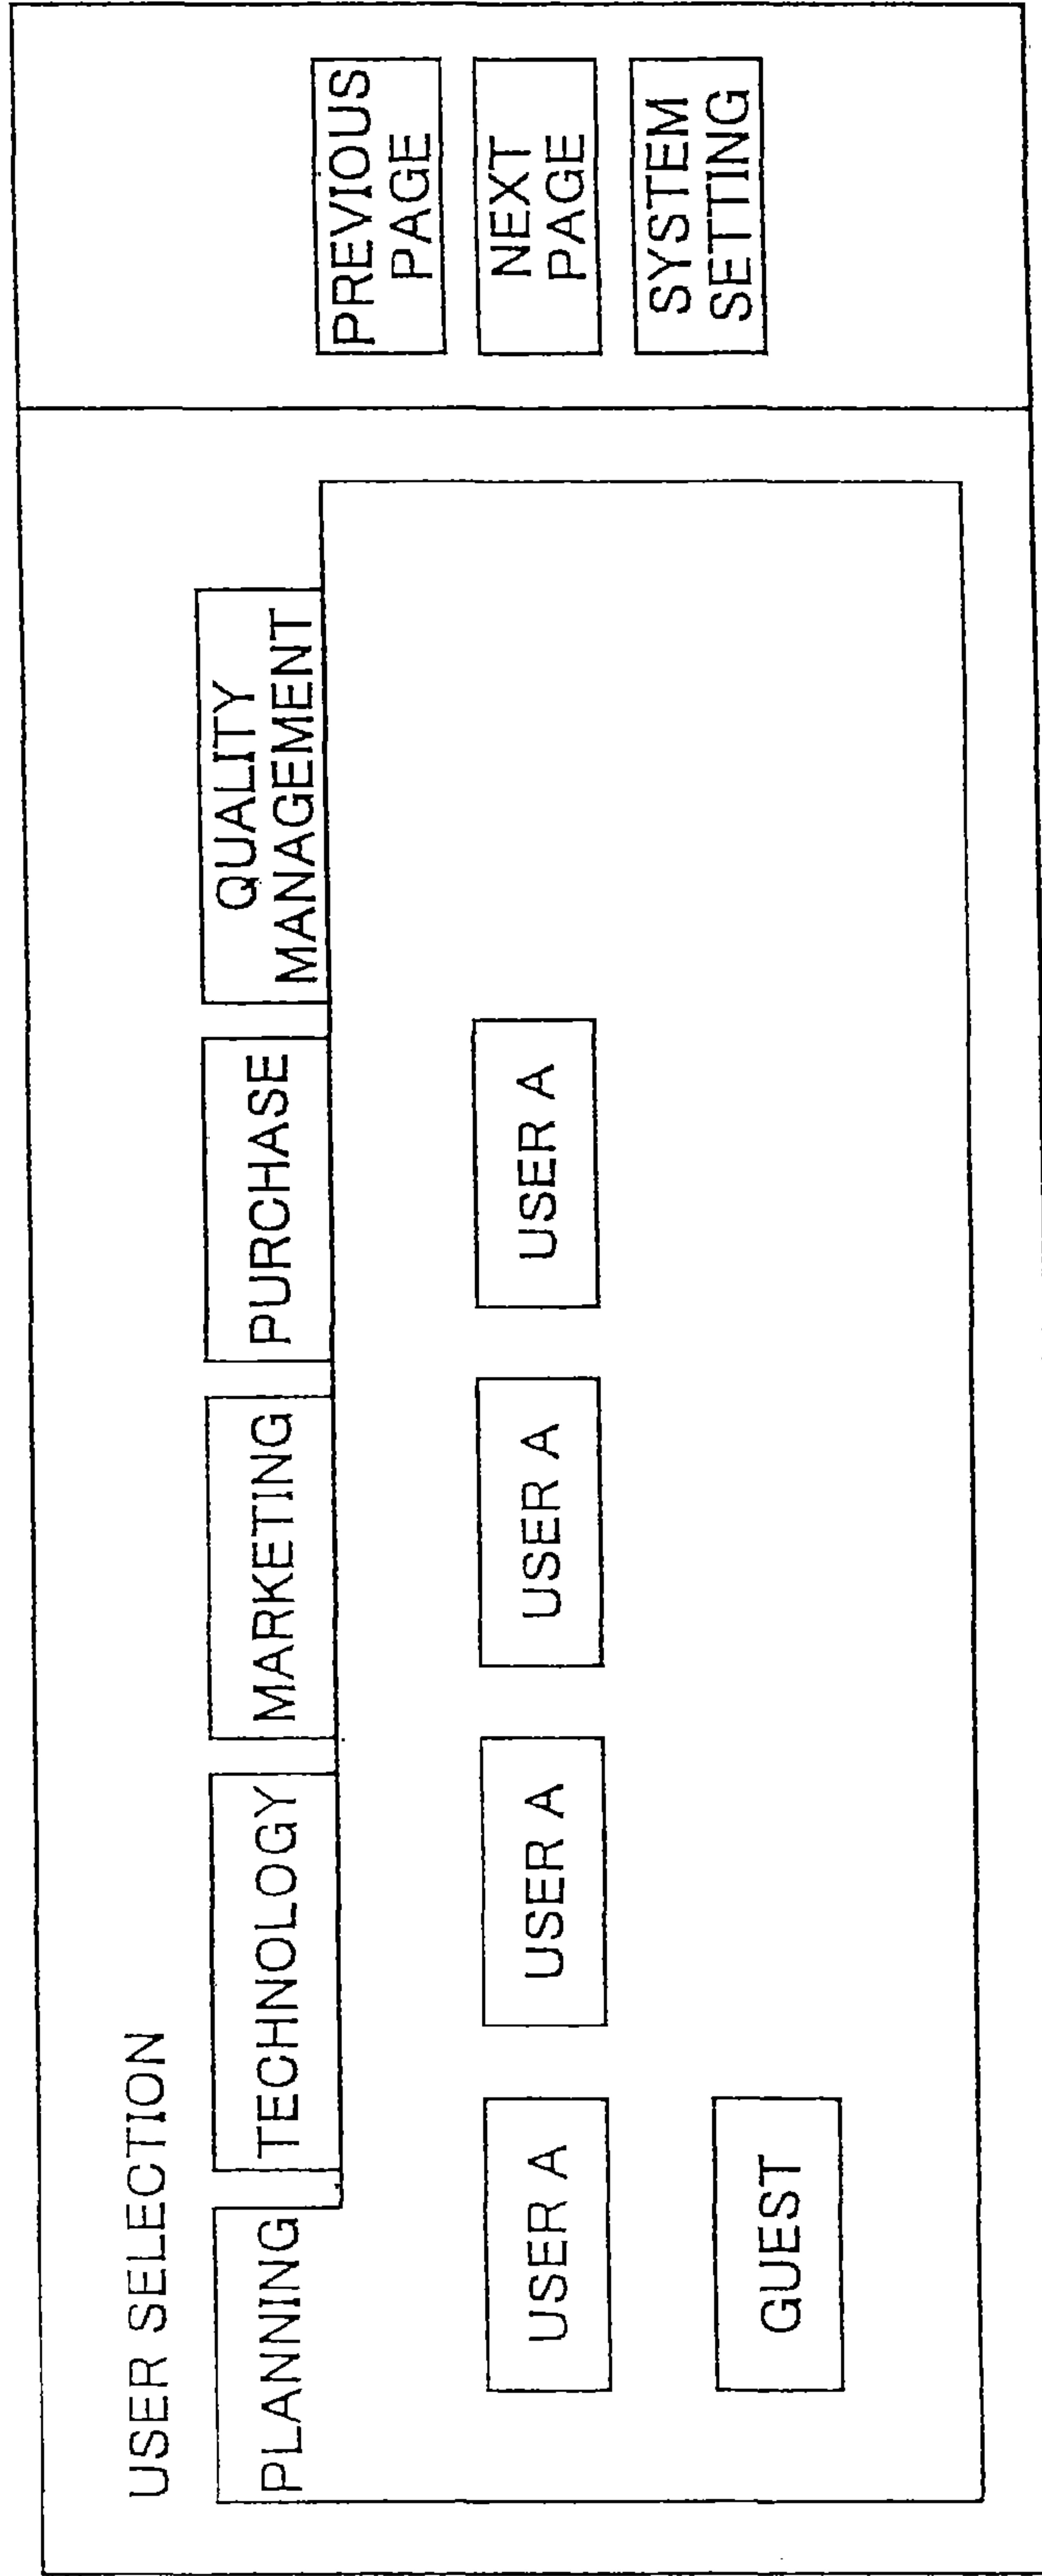 USER SELECTION
PLANNING
TECHNOLOGY
MARKETING
PURCHASE
QUALITY
MANAGEMENT
USER A
USER A
USER A
USER A
GUEST
PREVIOUS
PAGE
NEXT
PAGE
SYSTEM
SETTING